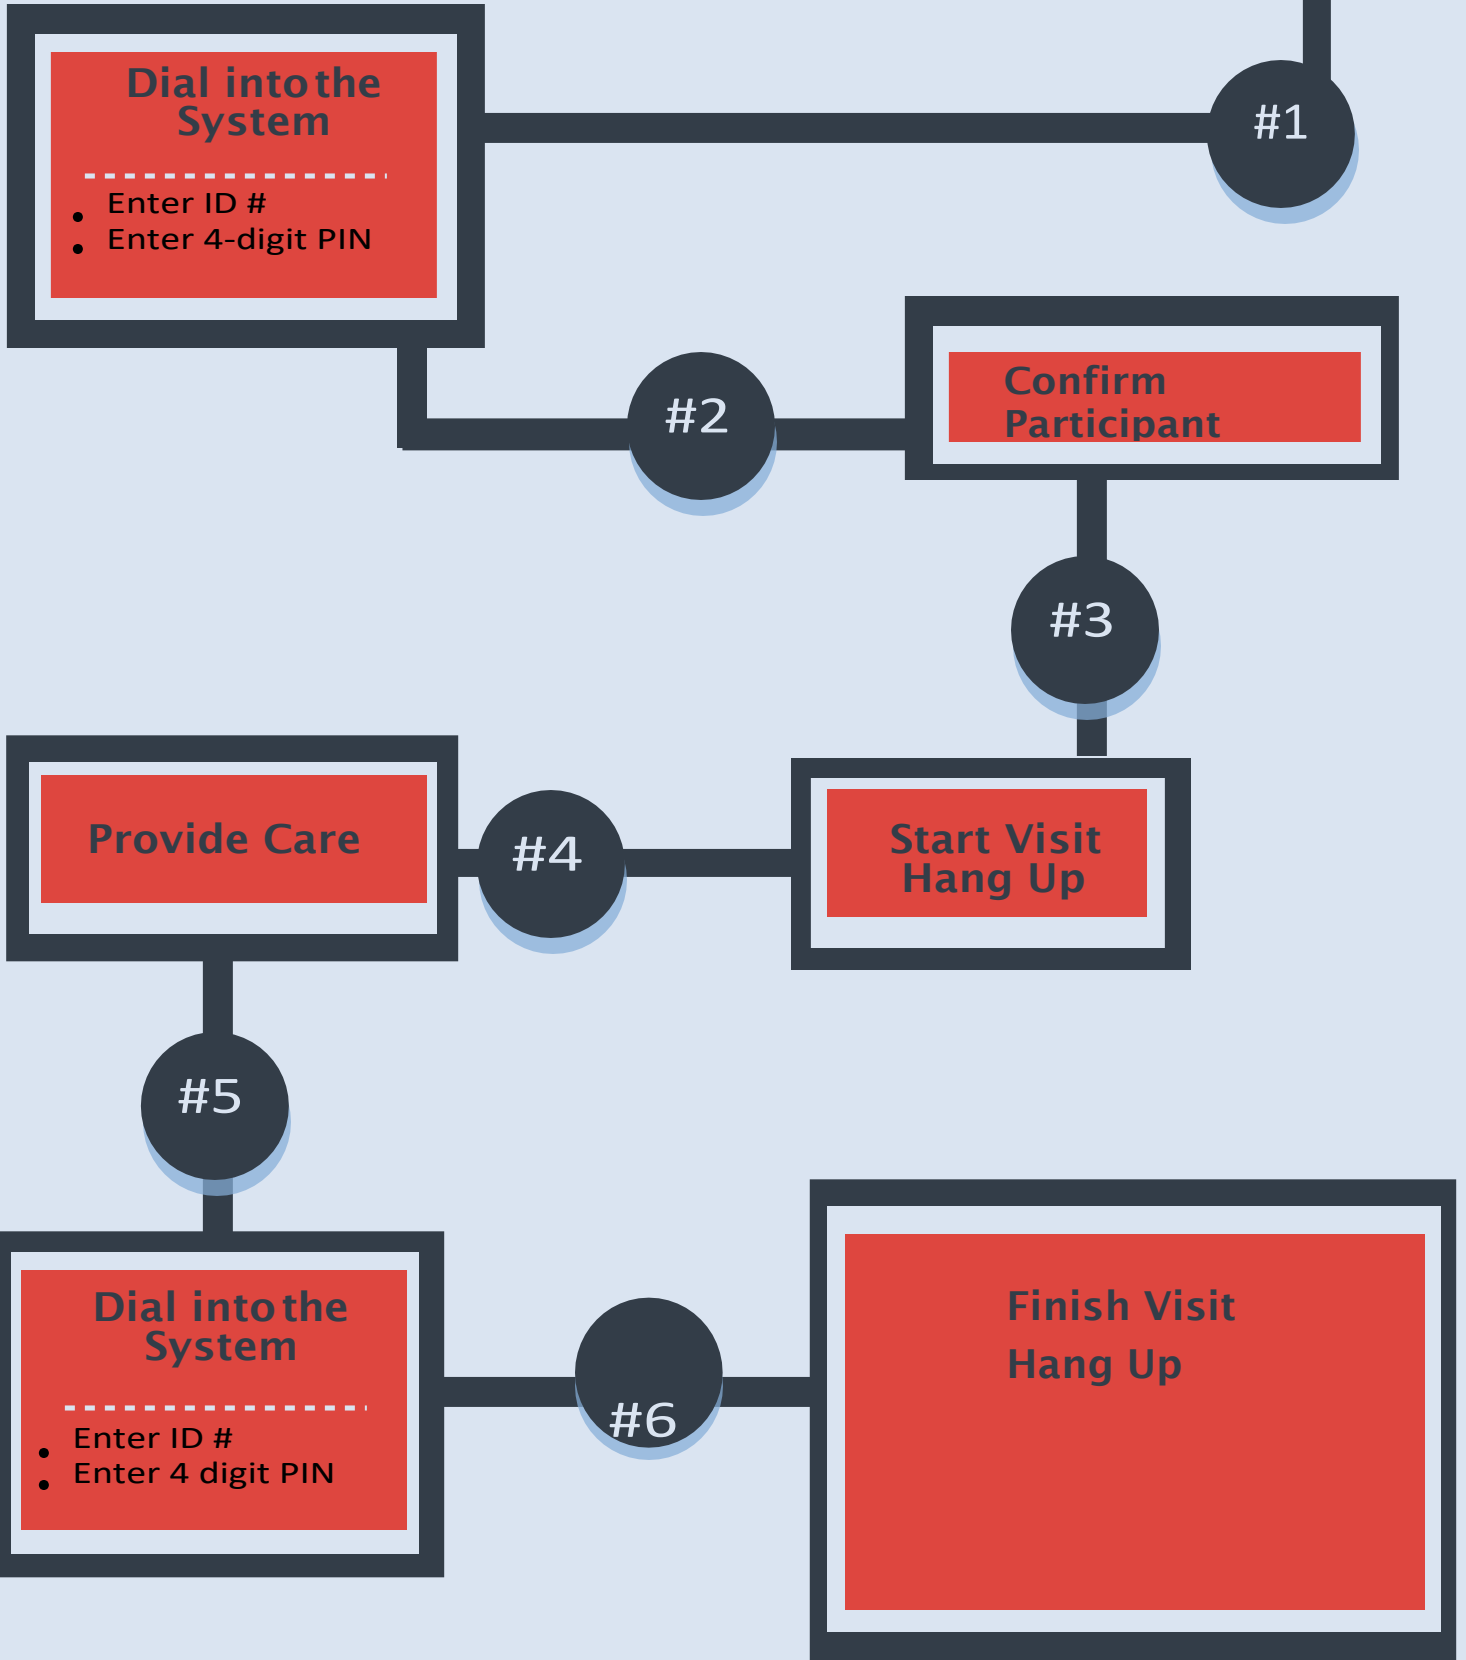 #1
Dial into the
System
• Enter ID #
• Enter 4-digit PIN
#2
Confirm
Participant
#3
Start Visit
Hang Up
#4
Provide Care
#5
Dial into the
System
• Enter ID #
• Enter 4 digit PIN
#6
Finish Visit
Hang Up